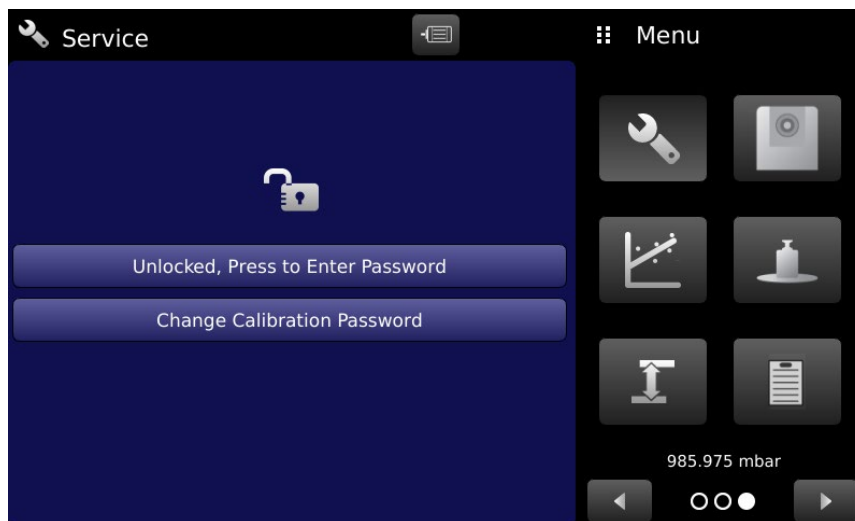 Service
Menu
Unlocked, Press to Enter Password
Change Calibration Password
985.975 mbar